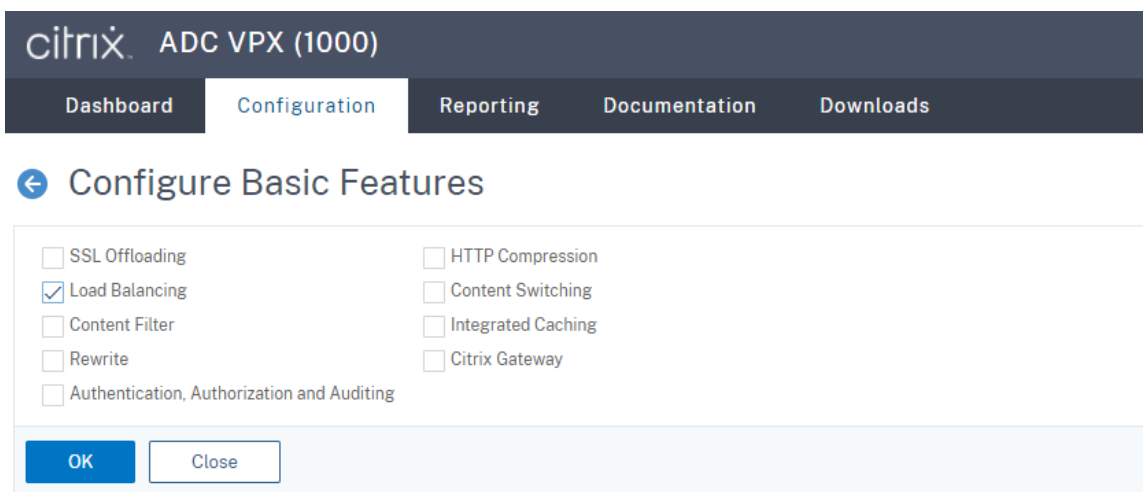 citrix. ADC VPX (1000)
Dashboard Configuration Reporting Documentation Downloads
Configure Basic Features
SSL Offloading HTTP Compression
Load Balancing Content Switching
Content Filter Integrated Caching
Rewrite Citrix Gateway
Authentication, Authorization and Auditing
OK Close